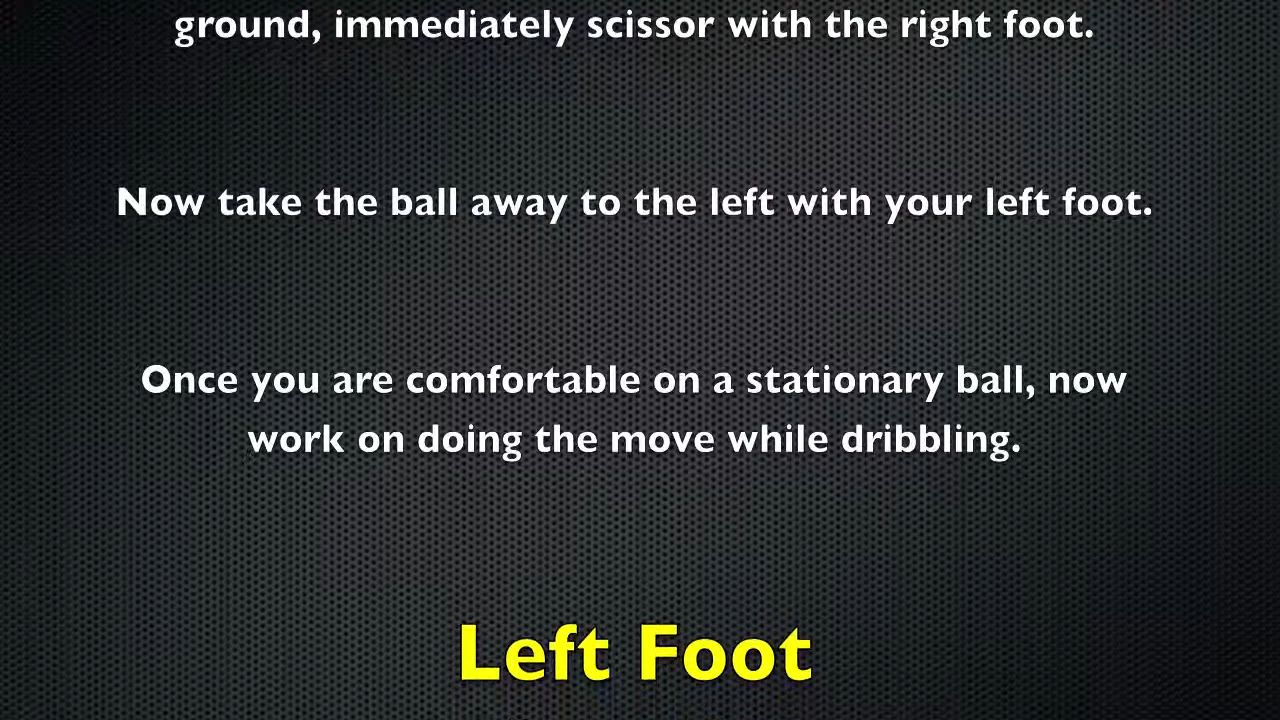 ground, immediately scissor with the right foot.
Now take the ball away to the left with your left foot.
Once you are comfortable on a stationary ball, now
work on doing the move while dribbling.
Left Foot